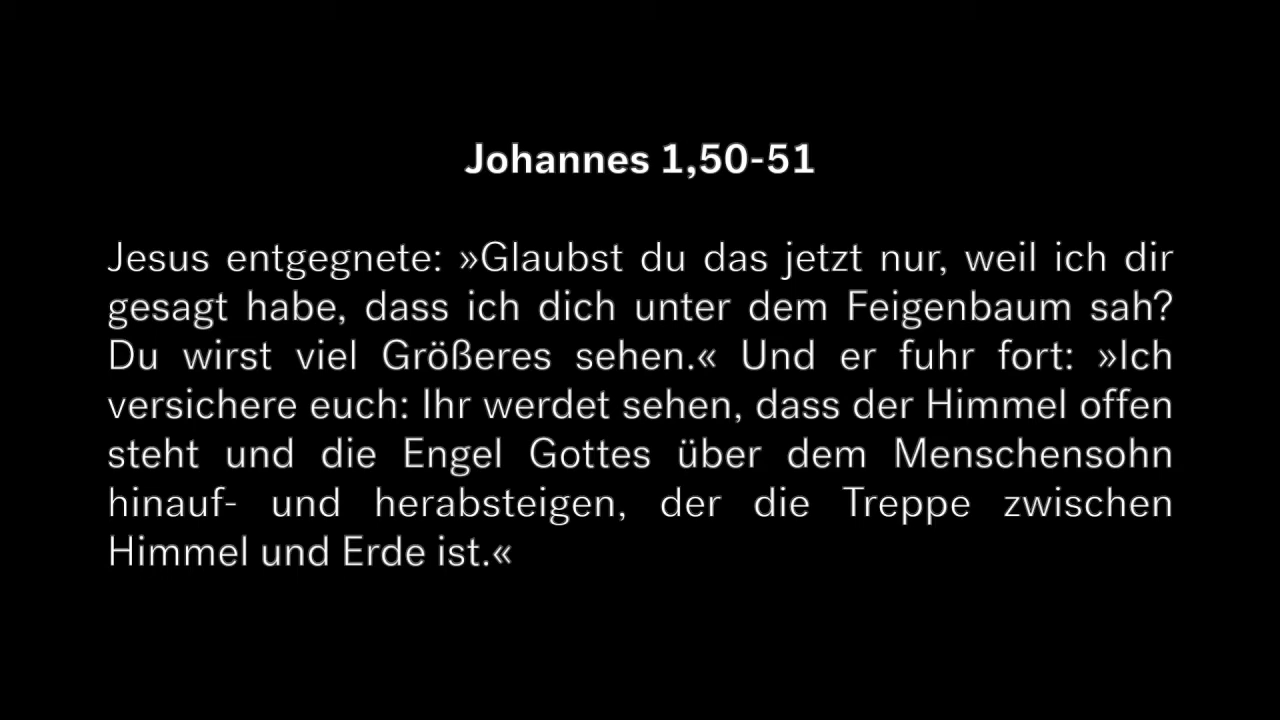 Johannes 1,50-51
Jesus entgegnete: »Glaubst du das jetzt nur, weil ich dir
gesagt habe, dass ich dich unter dem Feigenbaum sah?
Du wirst viel Größeres sehen.« Und er fuhr fort: »Ich
versichere euch: Ihr werdet sehen, dass der Himmel offen
steht und die Engel Gottes über dem Menschensohn
hinauf- und herabsteigen, der die Treppe zwischen
Himmel und Erde ist.«